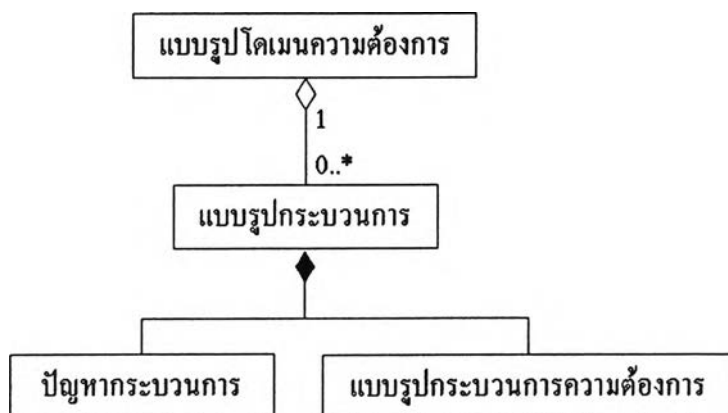 แบบรูปโดเมนความต้องการ
1
0..*
แบบรูปกระบวนการ
ปัญหากระบวนการ
แบบรูปกระบวนการความต้องการ